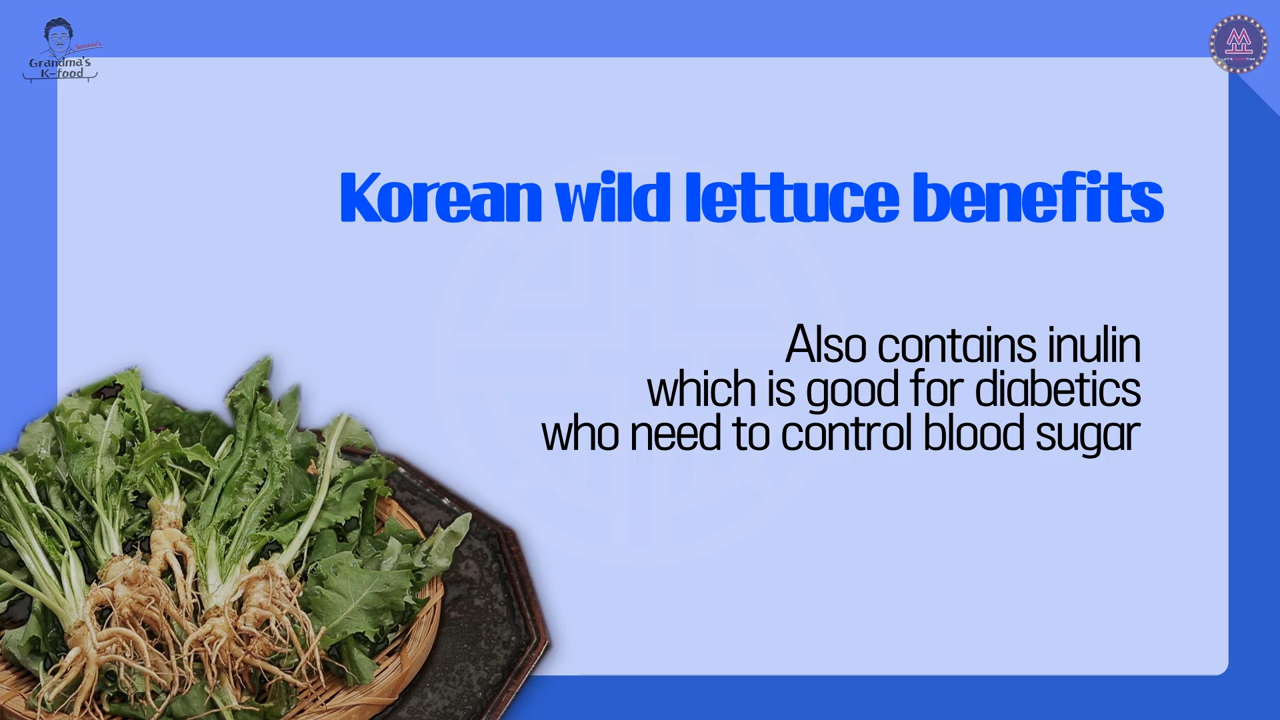 Grandma's
K-food
Korean wild lettuce benefits
Also contains inulin
which is good for diabetics
who need to control blood sugar